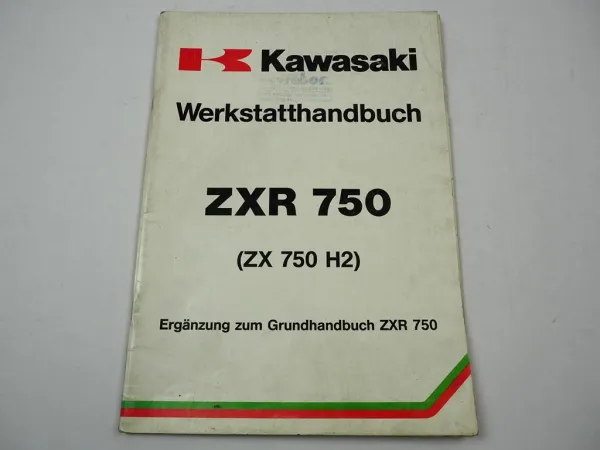 Kawasaki
Werkstatthandbuch
ZXR 750
(ZX 750 H2)
Ergänzung zum Grundhandbuch ZXR 750